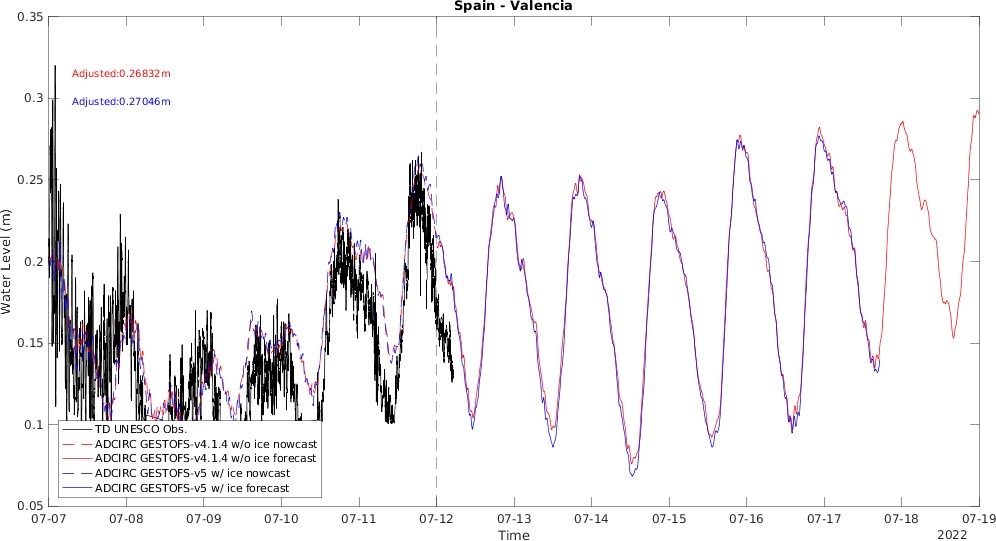 Spain - Valencia
0.35
0.3
0.25
0.2
0.15
0.1
0.05
Water Level (m)
Adjusted:0.26832m
Adjusted:0.27046m
TD UNESCO Obs.
ADCIRC GESTOFS-v4.1.4 w/o ice nowcast
ADCIRC GESTOFS-v4.1.4 w/o ice forecast
ADCIRC GESTOFS-v5 w/ ice nowcast
ADCIRC GESTOFS-v5 w/ ice forecast
07-07 07-08 07-09 07-10 07-11 07-12 07-13 07-14 07-15 07-16 07-17 07-18 07-19
Time
2022